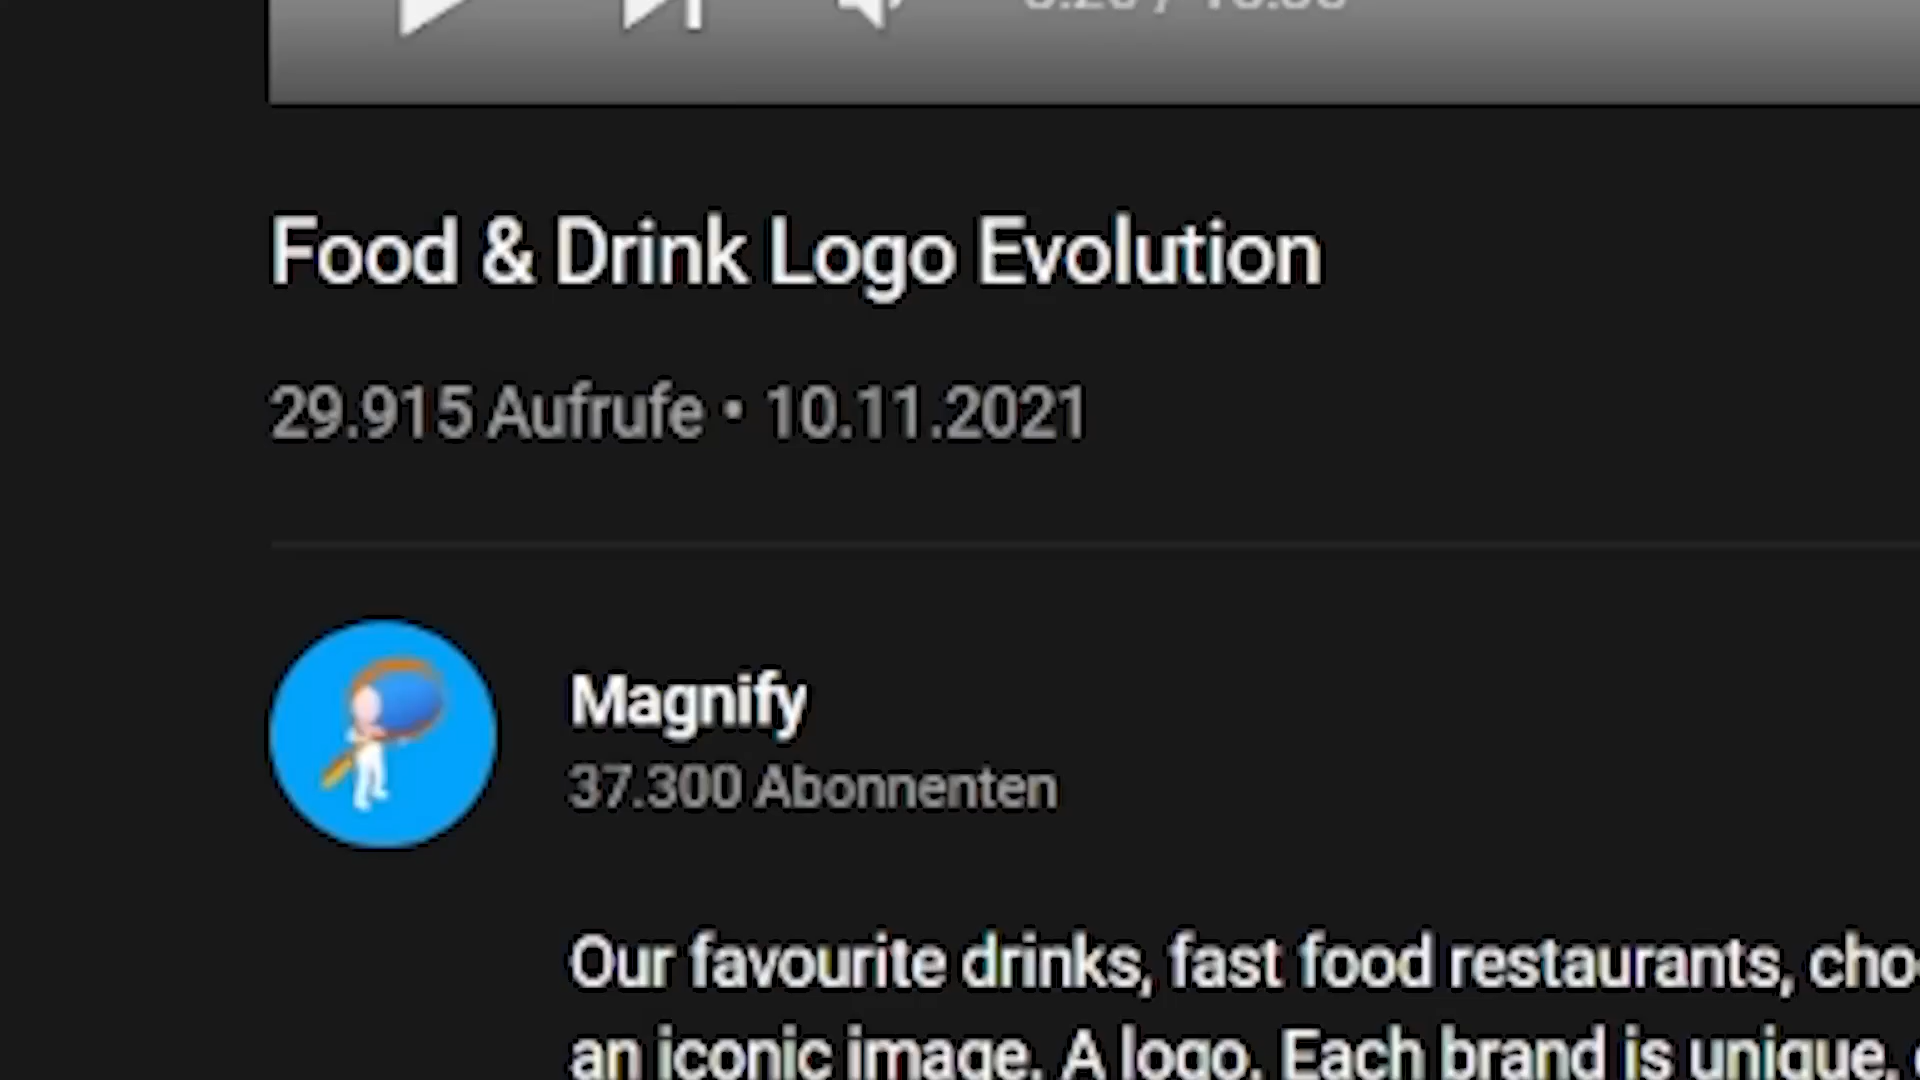 Food & Drink Logo Evolution
29.915 Aufrufe • 10.11.2021
Magnify
37.300 Abonnenten
Our favourite drinks, fast food restaurants,
an iconic image. A logo. Each brand is unique,